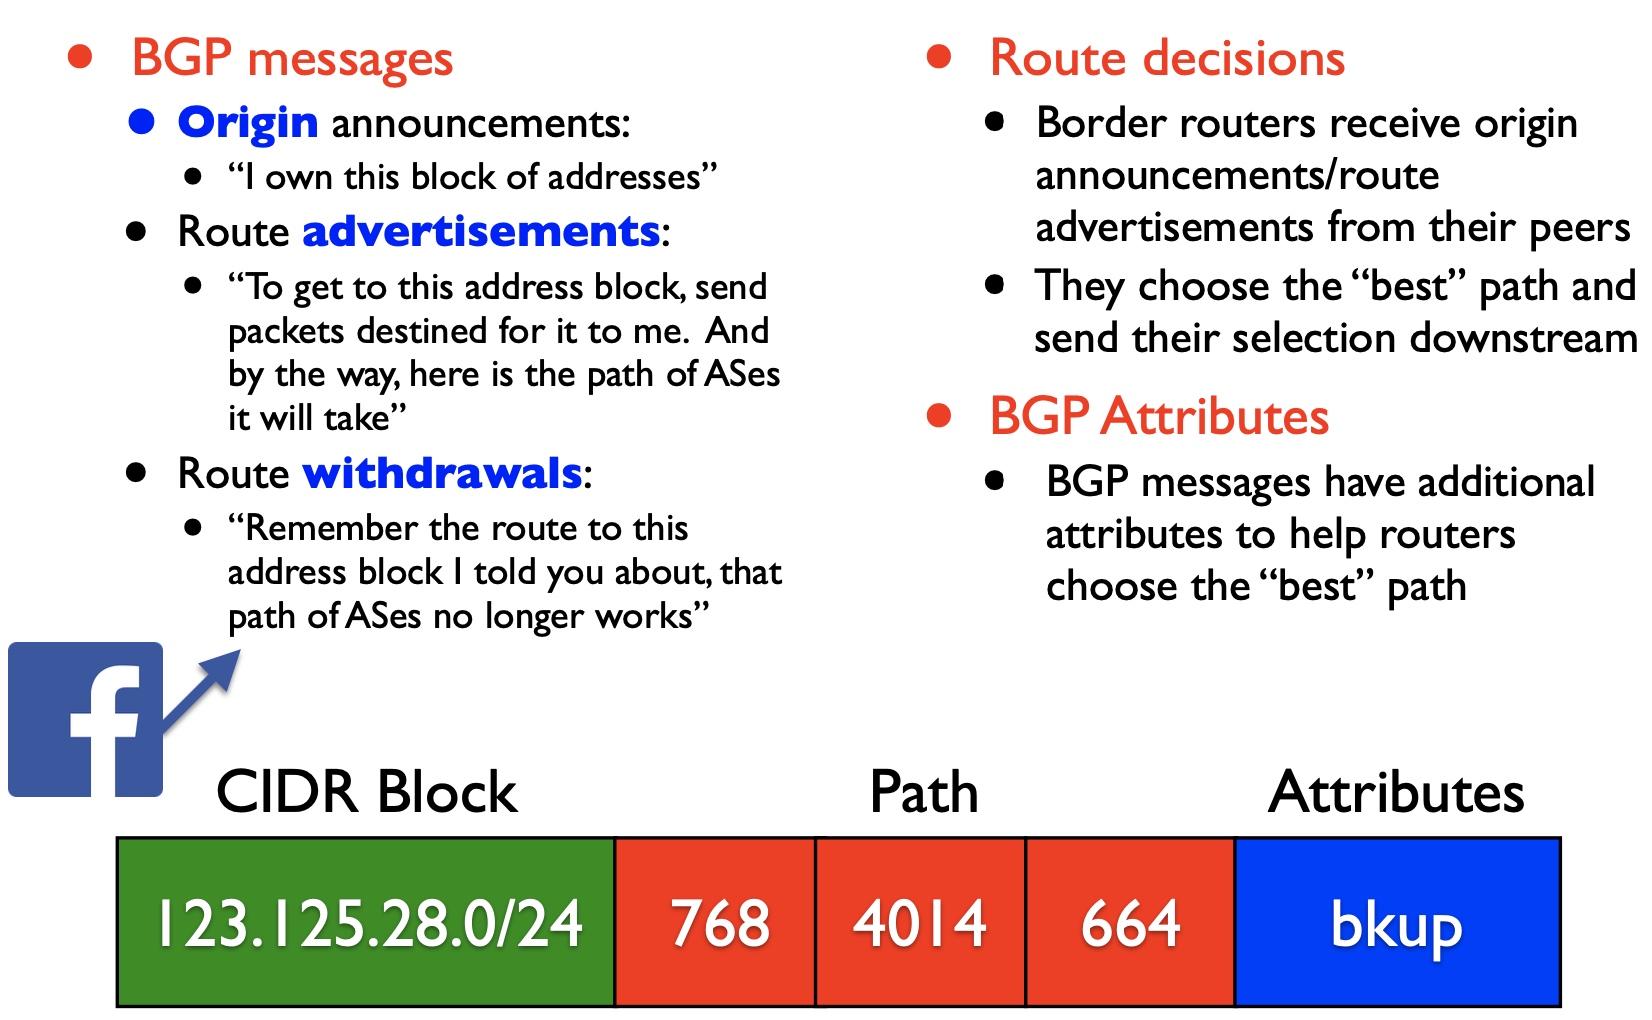 • BGP messages
• Origin announcements:
• “I own this block of addresses”
• Route advertisements:
• “To get to this address block, send
packets destined for it to me. And
by the way, here is the path of ASes
it will take”
• Route withdrawals:
• “Remember the route to this
address block I told you about, that
path of ASes no longer works”
• Route decisions
• Border routers receive origin
announcements/route
advertisements from their peers
• They choose the “best” path and
send their selection downstream
• BGP Attributes
• BGP messages have additional
attributes to help routers
choose the “best” path
f
CIDR Block Path Attributes
123.125.28.0/24 768 4014 664 bkup